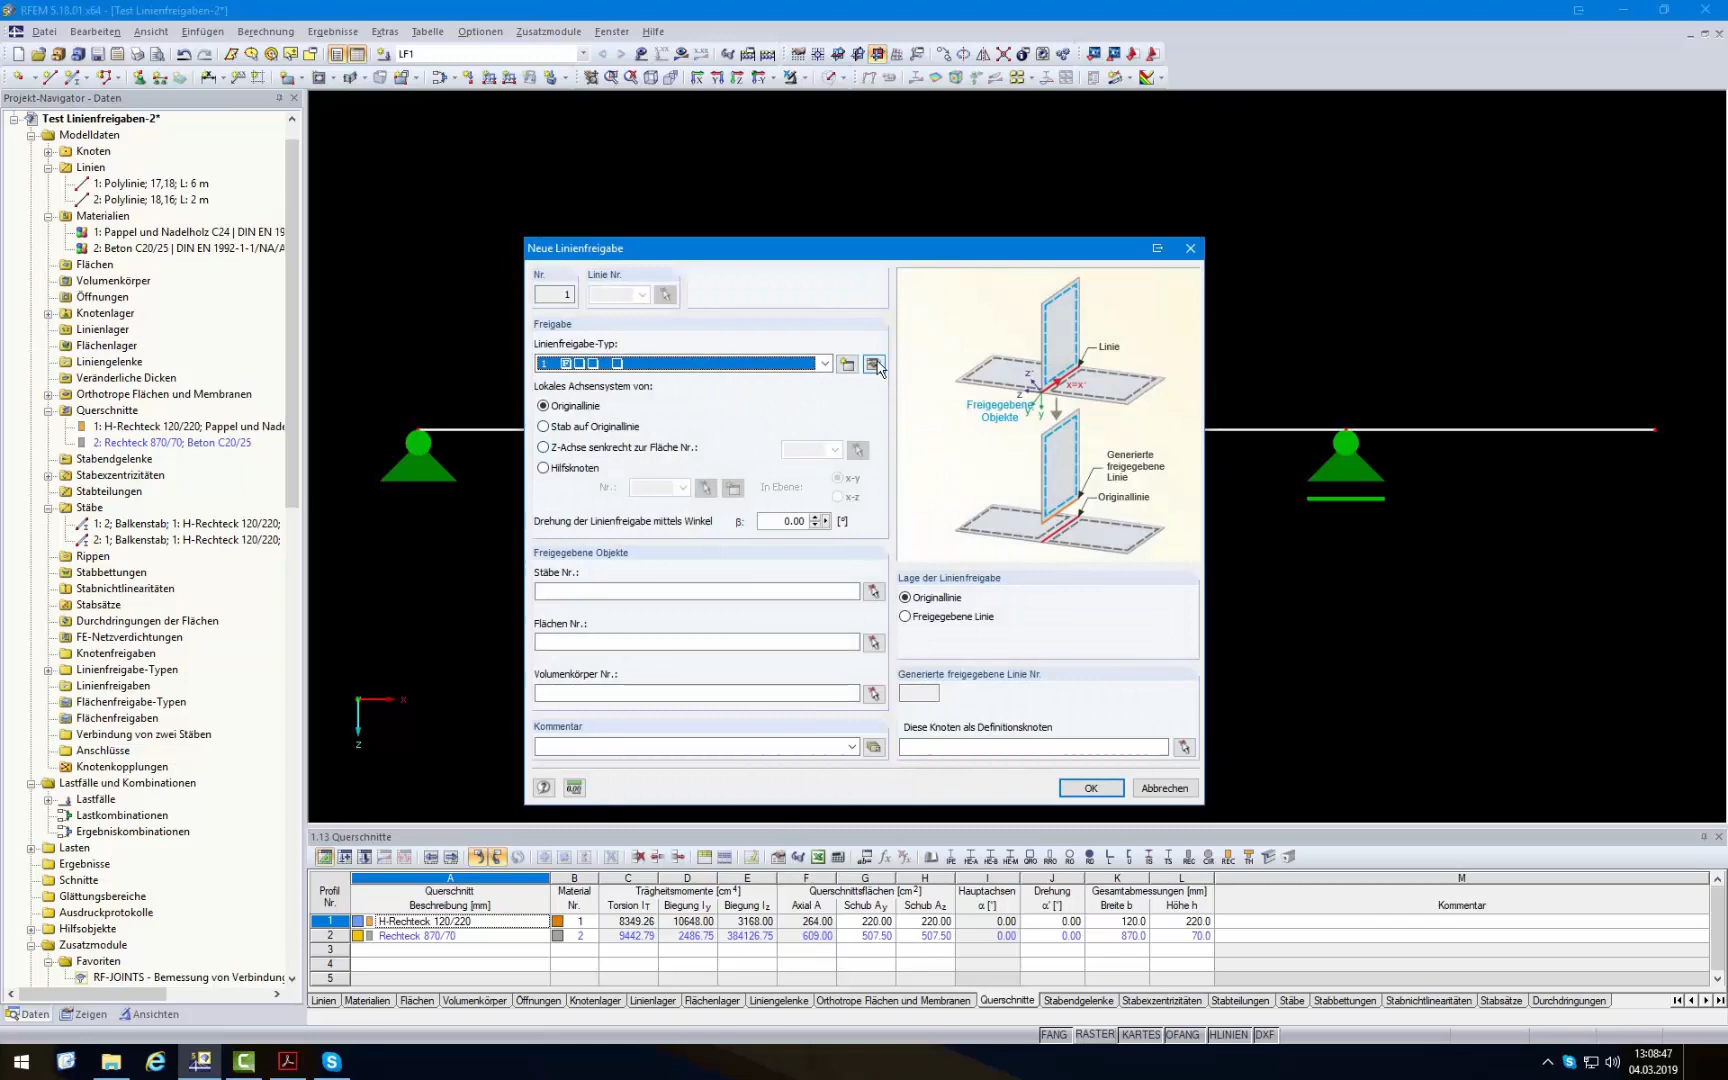 RFEM 5.18.01 x64 - [Test Linienfreigaben-2*]
Datei Bearbeiten Ansicht Einfügen Berechnung Ergebnisse Extras Tabelle Optionen Zusatzmodule Fenster Hilfe
LF1
Projekt-Navigator - Daten
Test Linienfreigaben-2*
Modelldaten
Knoten
Linien
1: Polylinie; 17,18; L: 6 m
2: Polylinie; 18,16; L: 2 m
Materialien
1: Pappel und Nadelholz C24 | DIN EN 19
2: Beton C20/25 | DIN EN 1992-1-1/NA/A
Flächen
Volumenkörper
Öffnungen
Knotenlager
Linienlager
Flächenlager
Liniengelenke
Veränderliche Dicken
Orthotrope Flächen und Membranen
Querschnitte
1: H-Rechteck 120/220; Pappel und Nade
2: Rechteck 870/70; Beton C20/25
Stabendgelenke
Stabexzentrizitäten
Stabteilungen
Stäbe
1: 2; Balkenstab; 1: H-Rechteck 120/220;
2: 1; Balkenstab; 1: H-Rechteck 120/220;
Rippen
Stabbettungen
Stabnichtlinearitäten
Stabsätze
Durchdringungen der Flächen
FE-Netzverdichtungen
Knotenfreigaben
Linienfreigabe-Typen
Linienfreigaben
Flächenfreigabe-Typen
Flächenfreigaben
Verbindung von zwei Stäben
Anschlüsse
Knotenkopplungen
Lastfälle und Kombinationen
Lastfälle
Lastkombinationen
Ergebniskombinationen
Lasten
Ergebnisse
Schnitte
Glättungsbereiche
Ausdruckprotokolle
Hilfsobjekte
Zusatzmodule
Favoriten
RF-JOINTS - Bemessung von Verbindung
Daten Zeigen Ansichten
x
z
Neue Linienfreigabe
Nr. Linie Nr.
1
Freigabe
Linienfreigabe-Typ:
1
Lokales Achsensystem von:
Originallinie
Stab auf Originallinie
Z-Achse senkrecht zur Fläche Nr.:
Hilfsknoten
Nr.: In Ebene: x-y
x-z
Drehung der Linienfreigabe mittels Winkel β: 0.00 [°]
Freigegebene Objekte
Stäbe Nr.:
Flächen Nr.:
Volumenkörper Nr.:
Kommentar
Linie
z'
x=x'
z
y
Freigegebene
Objekte
Generierte
freigegebene
Linie
Originallinie
Lage der Linienfreigabe
Originallinie
Freigegebene Linie
Generierte freigegebene Linie Nr.
Diese Knoten als Definitionsknoten
OK Abbrechen
1.13 Querschnitte
A B C D E F G H I J K L M
Profil Querschnitt Material Trägheitsmomente [cm⁴] Querschnittsflächen [cm²] Hauptachsen Drehung Gesamtabmessungen [mm]
Nr. Beschreibung [mm] Nr. Torsion IT Biegung Iy Biegung Iz Axial A Schub Ay Schub Az α [°] α' [°] Breite b Höhe h Kommentar
1 H-Rechteck 120/220 1 8349.26 10648.00 3168.00 264.00 220.00 220.00 0.00 0.00 120.0 220.0
2 Rechteck 870/70 2 9442.79 2486.75 384126.75 609.00 507.50 507.50 0.00 0.00 870.0 70.0
3
4
5
Linien Materialien Flächen Volumenkörper Öffnungen Knotenlager Linienlager Flächenlager Liniengelenke Orthotrope Flächen und Membranen Querschnitte Stabendgelenke Stabexzentrizitäten Stabteilungen Stäbe Stabbettungen Stabnichtlinearitäten Stabsätze Durchdringungen
FANG RASTER KARTES OFANG HLINIEN DXF
13:08:47
04.03.2019